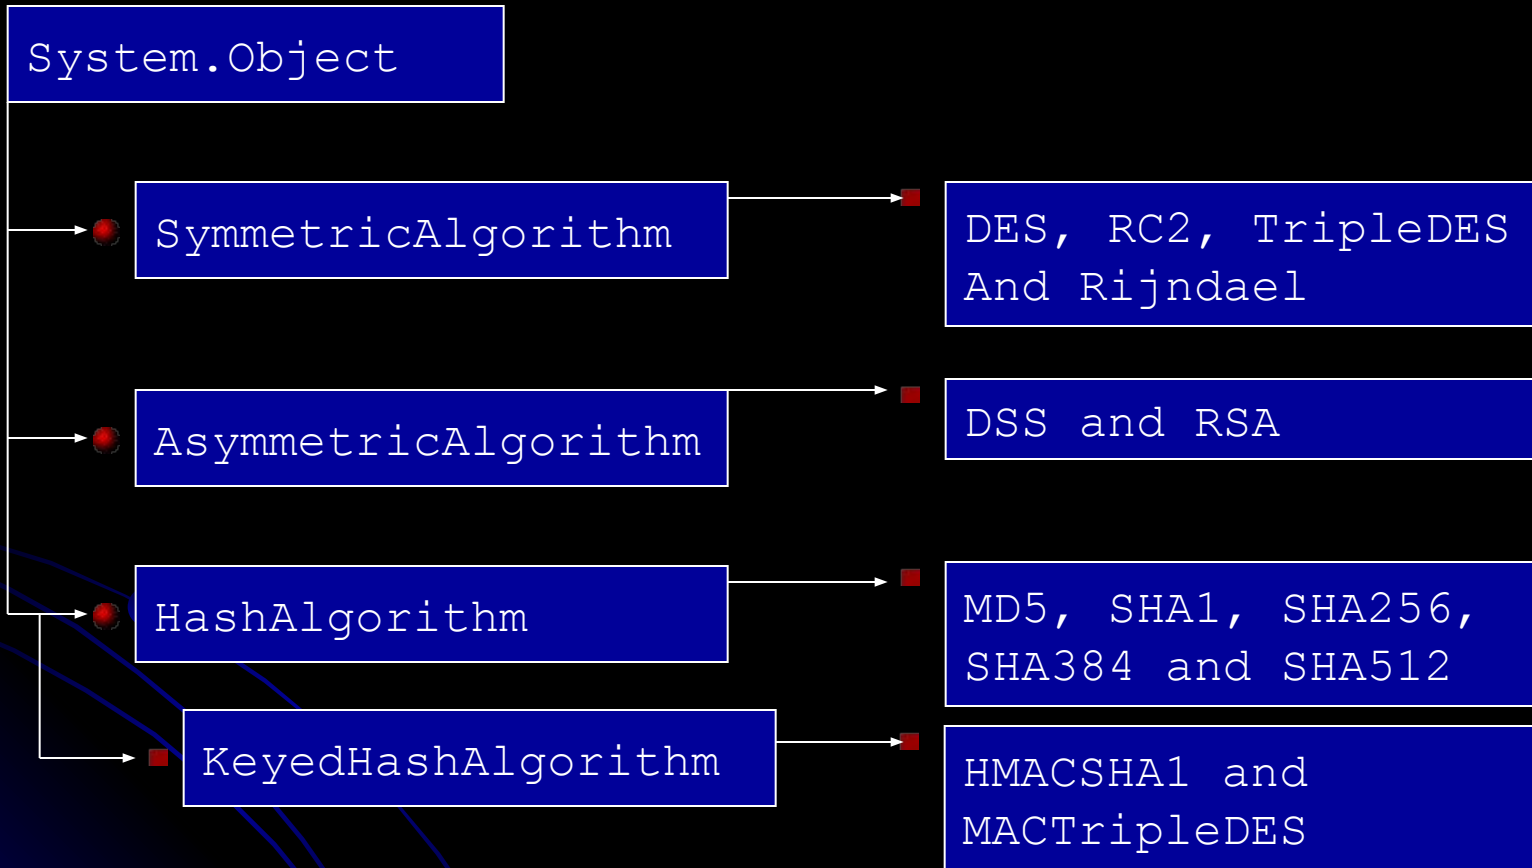 System.Object
SymmetricAlgorithm
DES, RC2, TripleDES
And Rijndael
AsymmetricAlgorithm
DSS and RSA
HashAlgorithm
MD5, SHA1, SHA256,
SHA384 and SHA512
KeyedHashAlgorithm
HMACSHA1 and
MACTripleDES